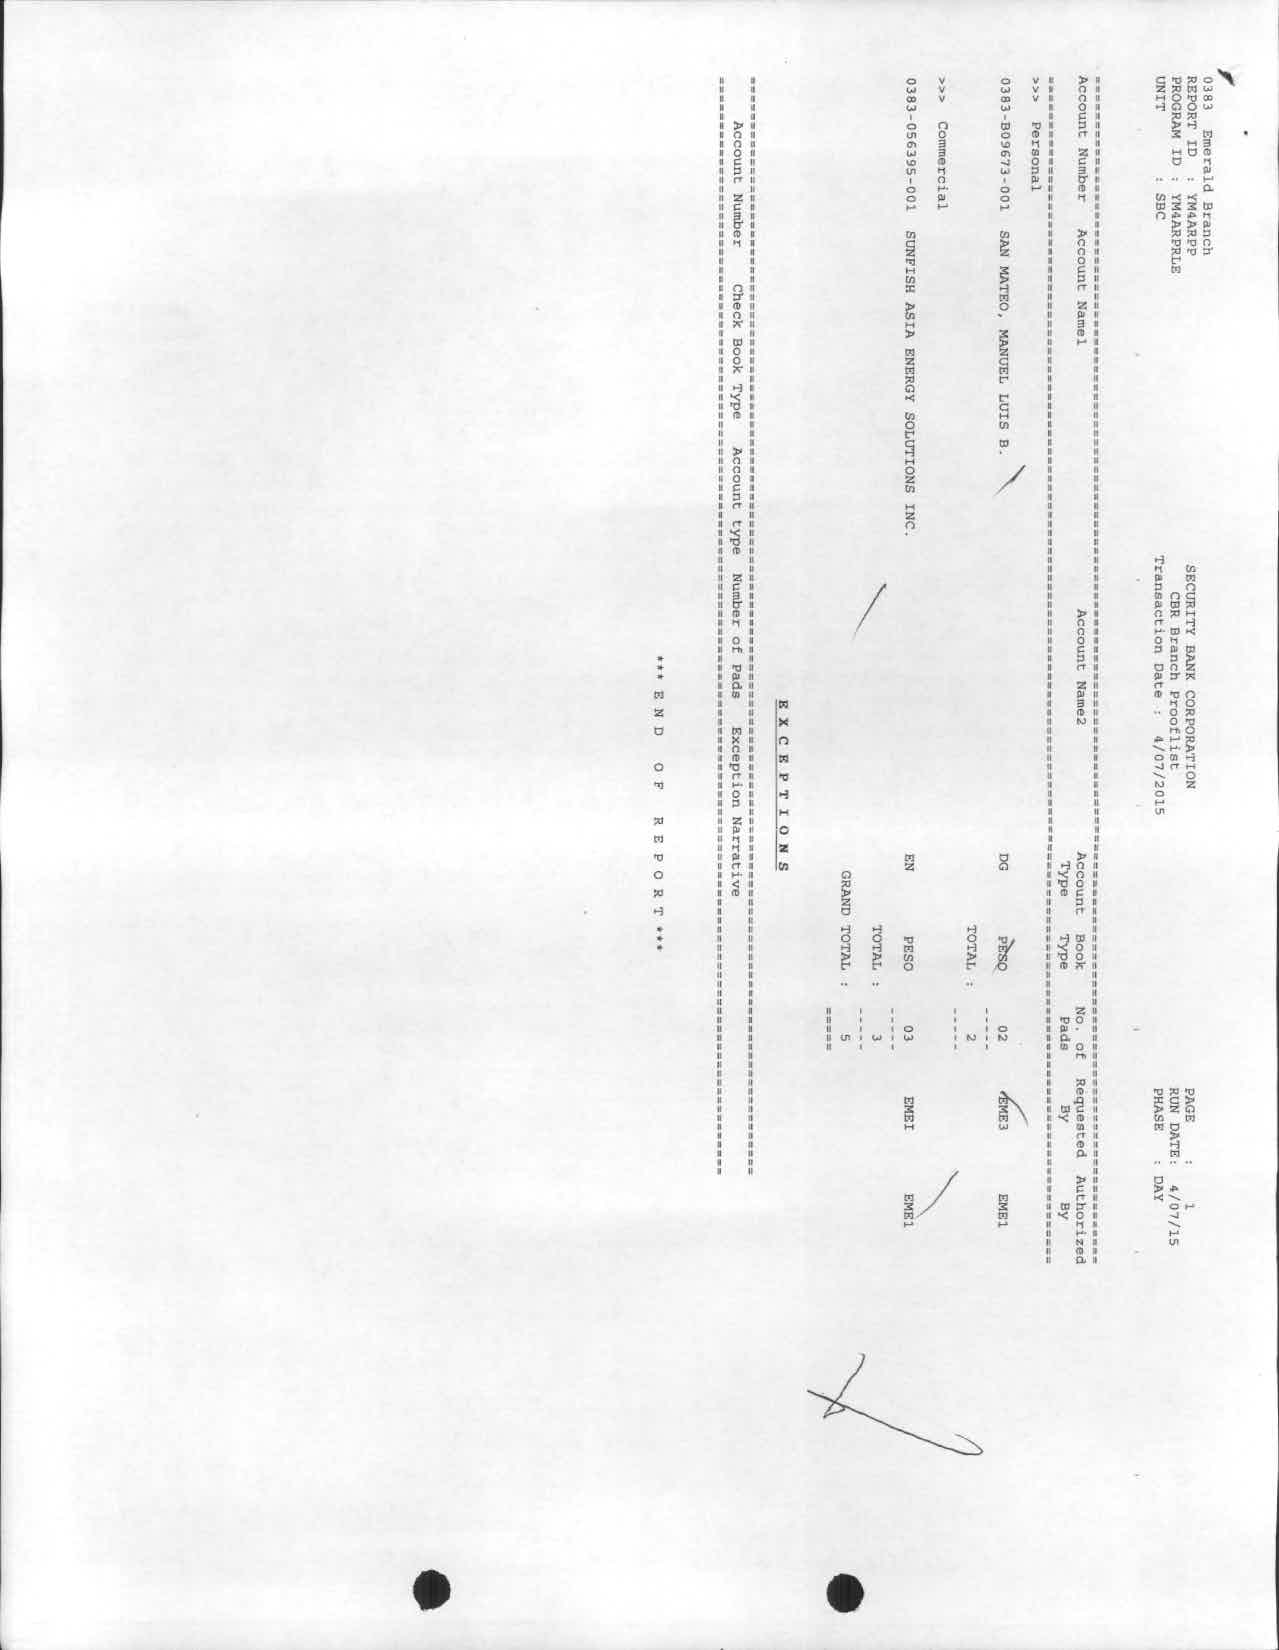 0383  Emerald Branch          SECURITY BANK CORPORATION          PAGE    :    1
REPORT ID  : YM4ARPP          CBR Branch Prooflist          RUN DATE:  4/07/15
PROGRAM ID : YM4ARPRLE          Transaction Date :  4/07/2015          PHASE   : DAY
UNIT       : SBC
================================================================
Account Number   Account Name1          Account Name2          Account  Book   No. of  Requested  Authorized
Type   Type   Pads   By   By
================================================================
>>>  Personal
0383-B09673-001  SAN MATEO, MANUEL LUIS B.          DG   PESO   02   EME3   EME1
-----
TOTAL :   2
-----
>>>  Commercial
0383-056395-001  SUNFISH ASIA ENERGY SOLUTIONS INC.          EN   PESO   03   EMEI   EME1
-----
TOTAL :   3
-----
GRAND TOTAL :   5
=====
E X C E P T I O N S
================================================================
Account Number   Check Book Type   Account type  Number of Pads   Exception Narrative
================================================================
*** E N D   O F   R E P O R T ***